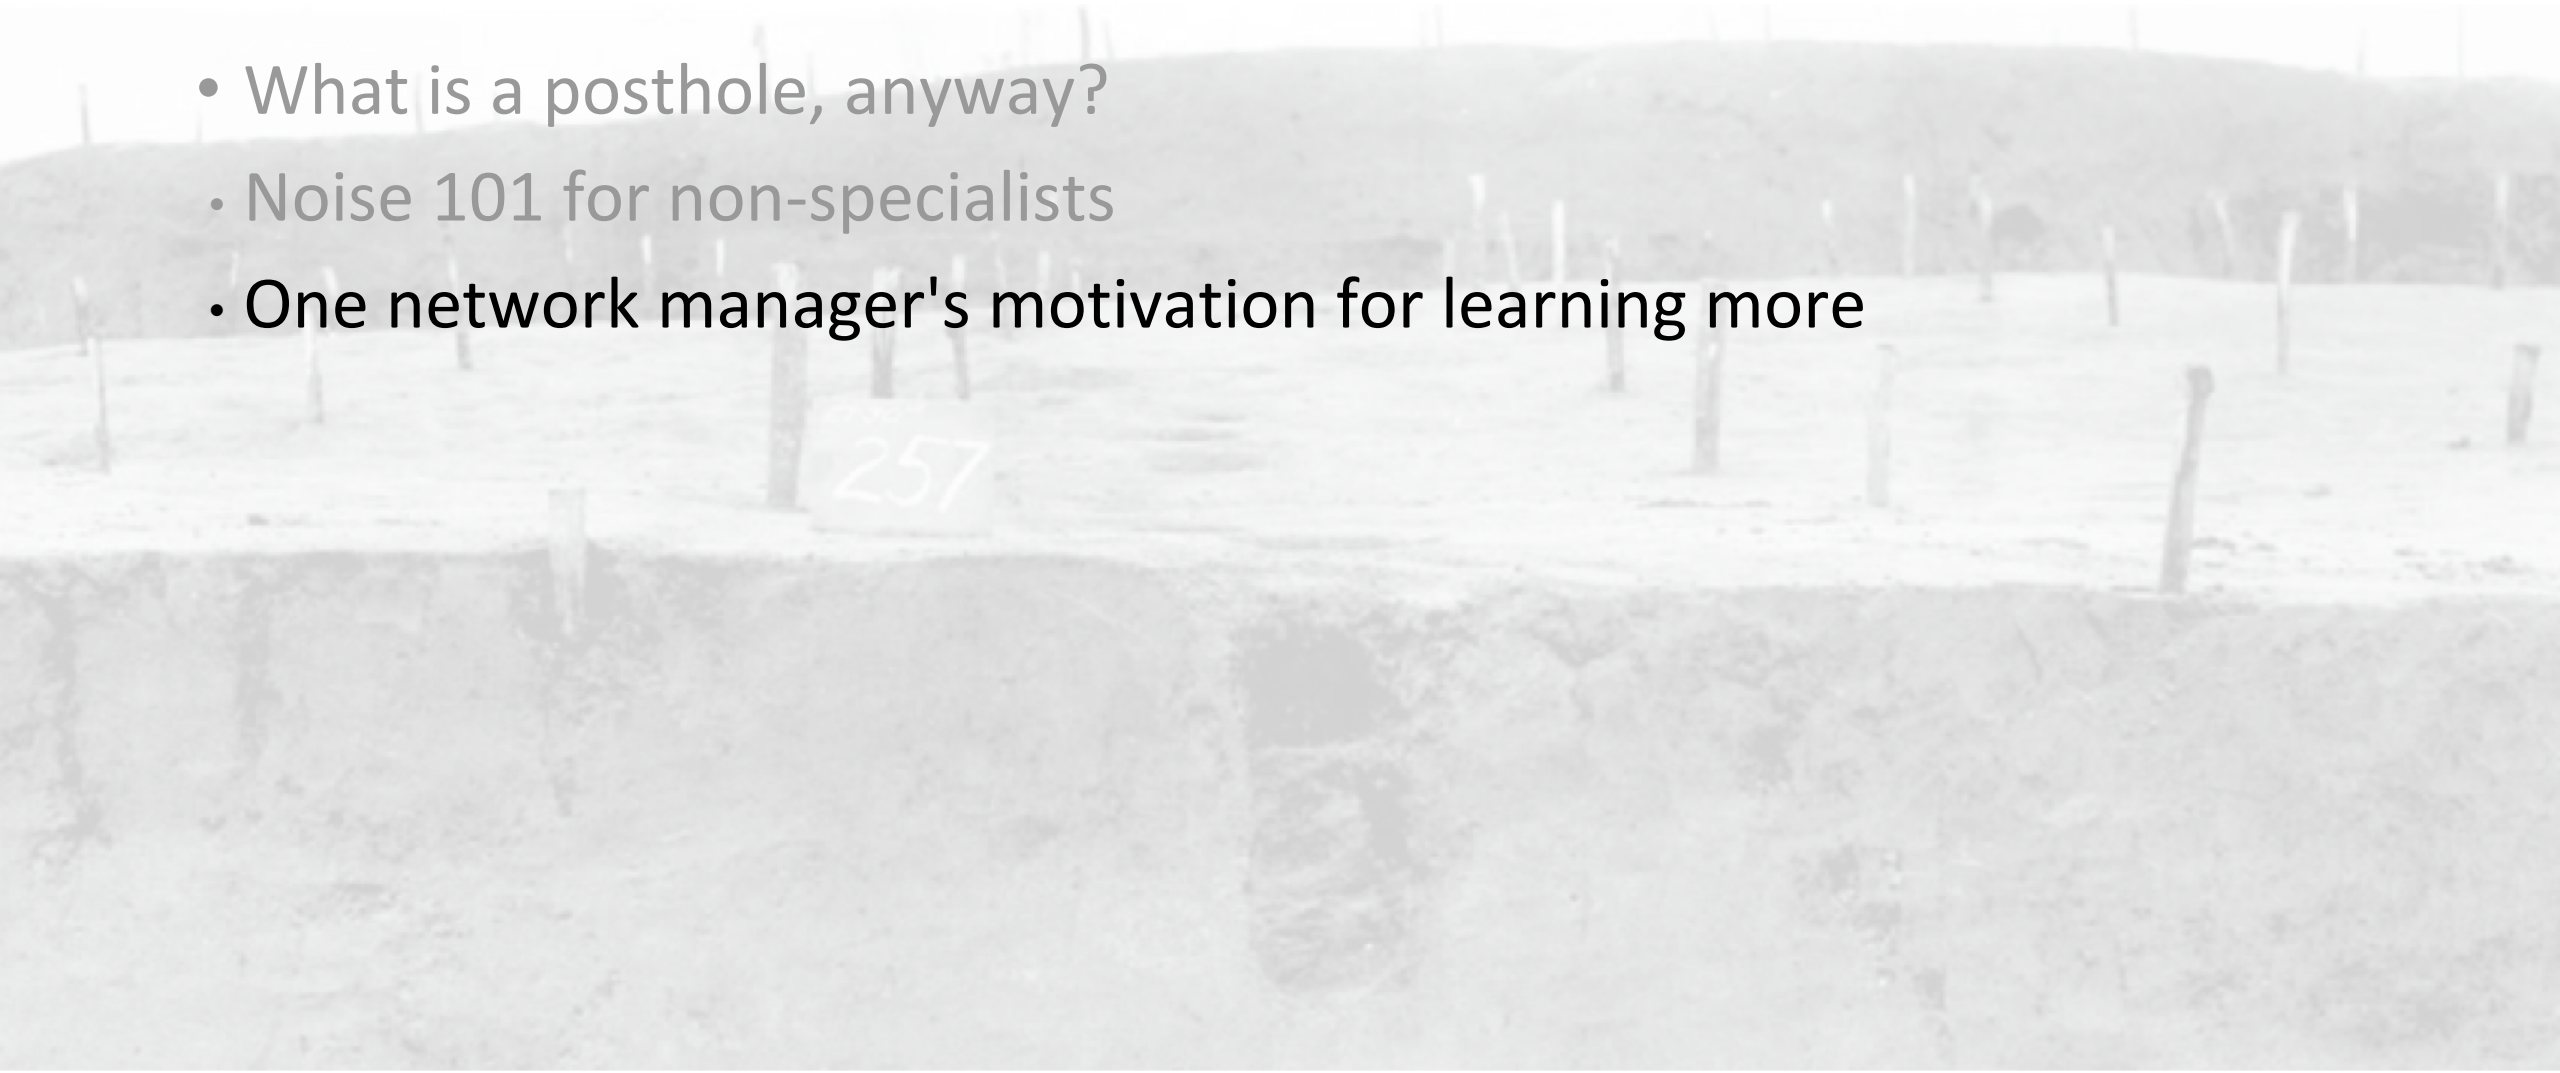 • What is a posthole, anyway?
• Noise 101 for non-specialists
• One network manager's motivation for learning more
257